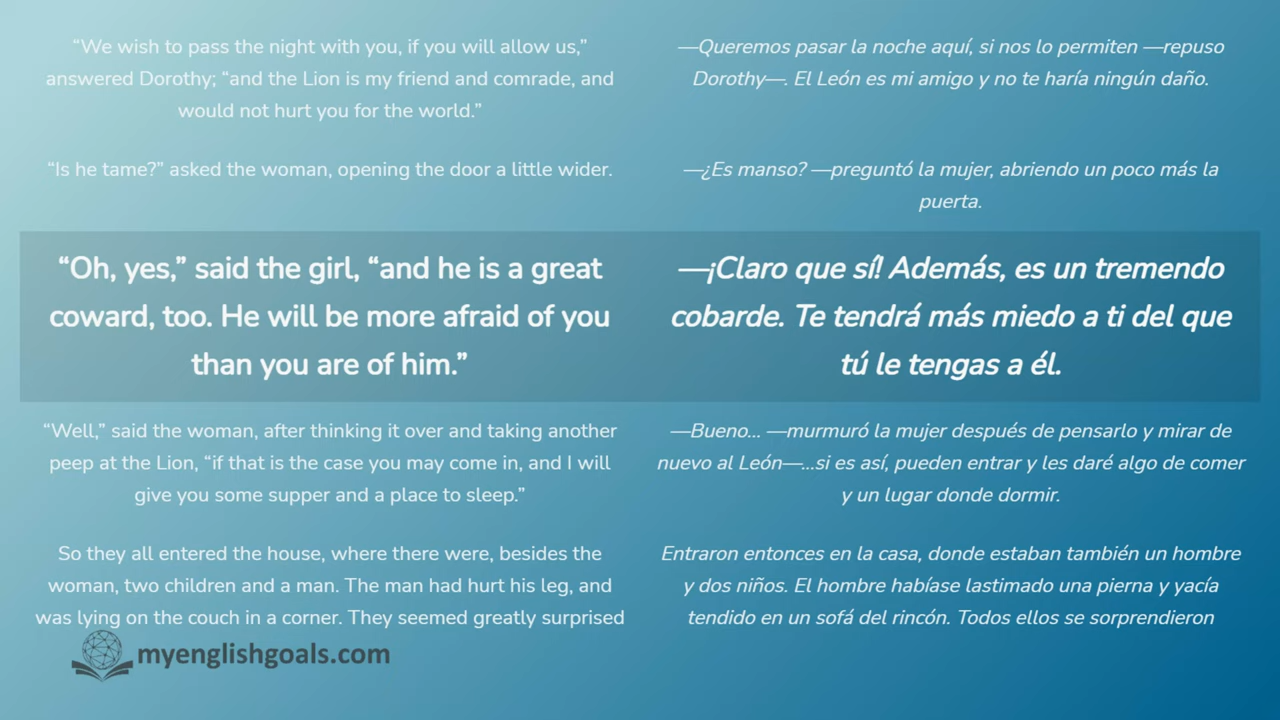 “We wish to pass the night with you, if you will allow us,”
answered Dorothy; “and the Lion is my friend and comrade, and
would not hurt you for the world.”
—Queremos pasar la noche aquí, si nos lo permiten —repuso
Dorothy—. El León es mi amigo y no te haría ningún daño.
“Is he tame?” asked the woman, opening the door a little wider.
—¿Es manso? —preguntó la mujer, abriendo un poco más la
puerta.
“Oh, yes,” said the girl, “and he is a great
coward, too. He will be more afraid of you
than you are of him.”
—¡Claro que sí! Además, es un tremendo
cobarde. Te tendrá más miedo a ti del que
tú le tengas a él.
“Well,” said the woman, after thinking it over and taking another
peep at the Lion, “if that is the case you may come in, and I will
give you some supper and a place to sleep.”
—Bueno... —murmuró la mujer después de pensarlo y mirar de
nuevo al León—...si es así, pueden entrar y les daré algo de comer
y un lugar donde dormir.
So they all entered the house, where there were, besides the
woman, two children and a man. The man had hurt his leg, and
was lying on the couch in a corner. They seemed greatly surprised
Entraron entonces en la casa, donde estaban también un hombre
y dos niños. El hombre habíase lastimado una pierna y yacía
tendido en un sofá del rincón. Todos ellos se sorprendieron
myenglishgoals.com